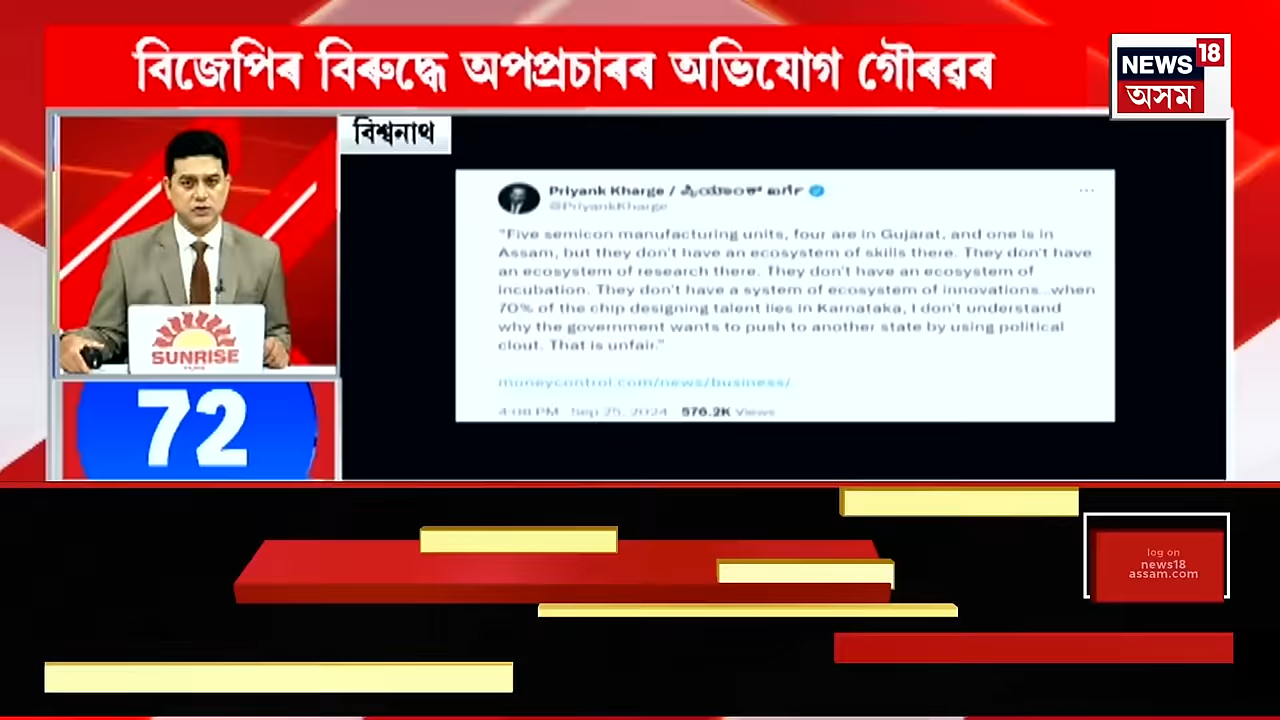 বিজেপিৰ বিৰুদ্ধে অপপ্ৰচাৰৰ অভিযোগ গৌৰৱৰ
NEWS 18
অসম
বিশ্বনাথ
Priyank Kharge / ಪ್ರಿಯಾಂಕ್ ಖರ್ಗೆ
@PriyankKharge
"Five semicon manufacturing units, four are in Gujarat, and one is in
Assam, but they don't have an ecosystem of skills there. They don't have
an ecosystem of research there. They don't have an ecosystem of
incubation. They don't have a system of ecosystem of innovations...when
70% of the chip designing talent lies in Karnataka, I don't understand
why the government wants to push to another state by using political
clout. That is unfair."
moneycontrol.com/news/business/
4:08 PM Sep 25, 2024 576.2K Views
SUNRISE
72
log on
news18
assam.com